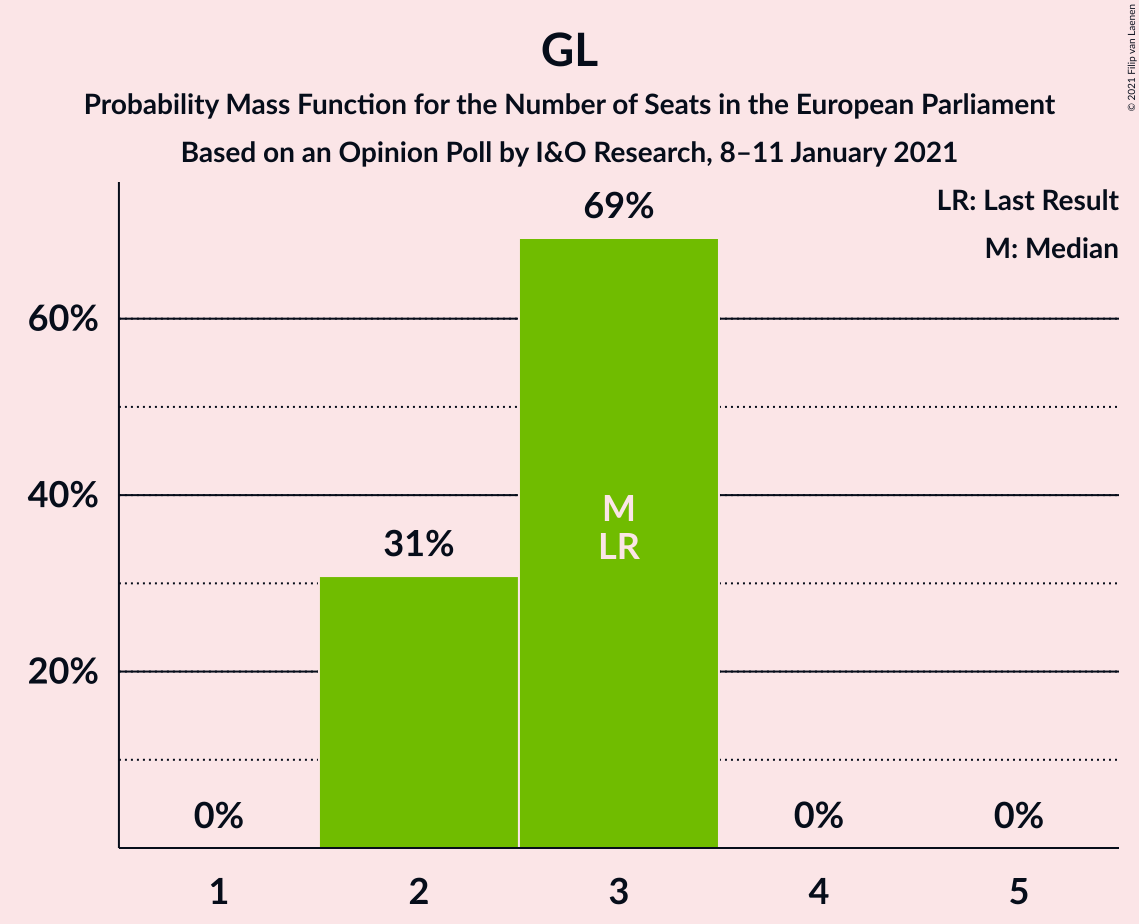 GL
Probability Mass Function for the Number of Seats in the European Parliament
Based on an Opinion Poll by I&O Research, 8–11 January 2021
© 2021 Filip van Laenen
LR: Last Result
M: Median
69%
60%
40%
M
LR
31%
20%
0%
0%
0%
1
2
3
4
5